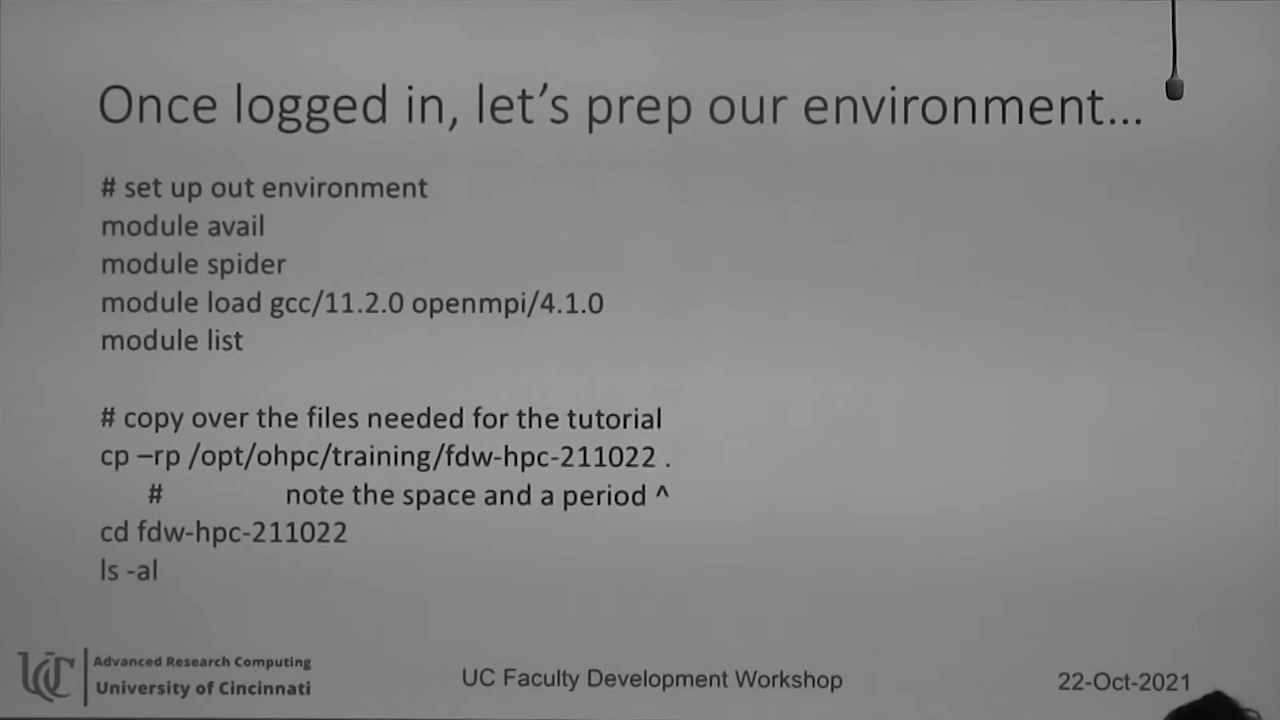 Once logged in, let’s prep our environment...
# set up out environment
module avail
module spider
module load gcc/11.2.0 openmpi/4.1.0
module list
# copy over the files needed for the tutorial
cp –rp /opt/ohpc/training/fdw-hpc-211022 .
# note the space and a period ^
cd fdw-hpc-211022
ls -al
UC Advanced Research Computing
University of Cincinnati
UC Faculty Development Workshop
22-Oct-2021